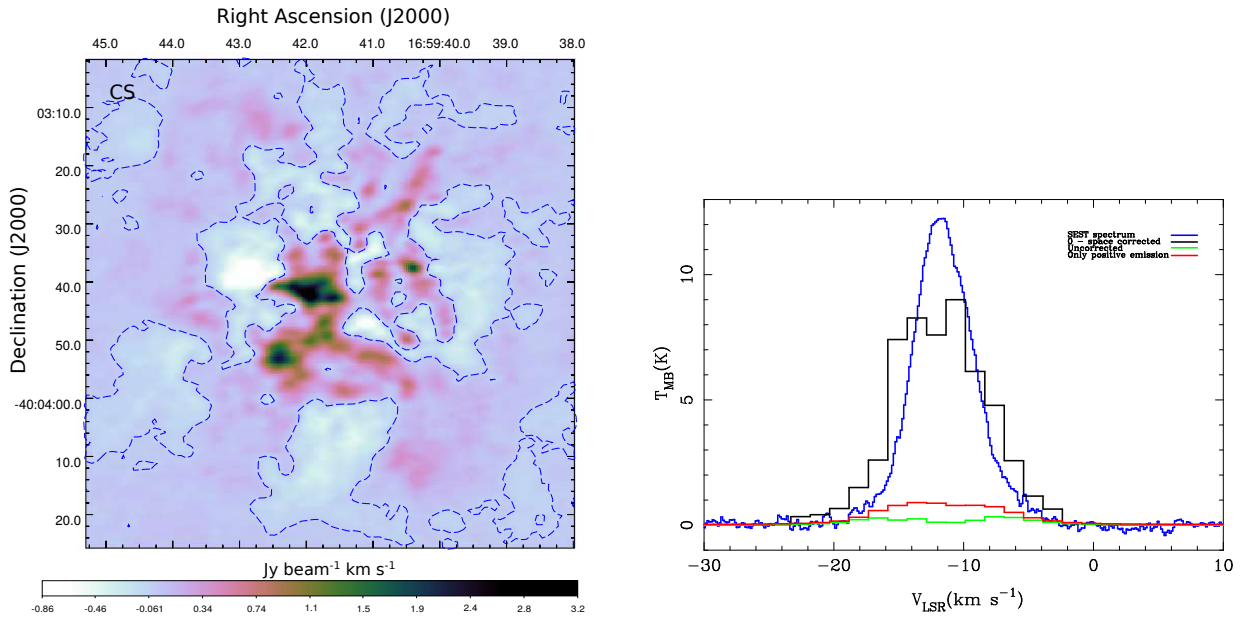 Right Ascension (J2000)
45.0 44.0 43.0 42.0 41.0 16:59:40.0 39.0 38.0
CS
Declination (J2000)
03:10.0
20.0
30.0
40.0
50.0
-40:04:00.0
10.0
20.0
Jy beam-1 km s-1
-0.86 -0.46 -0.061 0.34 0.74 1.1 1.5 1.9 2.4 2.8 3.2
SEST spectrum
0 - space corrected
Uncorrected
Only positive emission
T_MB(K)
10
5
0
-30 -20 -10 0 10
V_LSR(km s^-1)